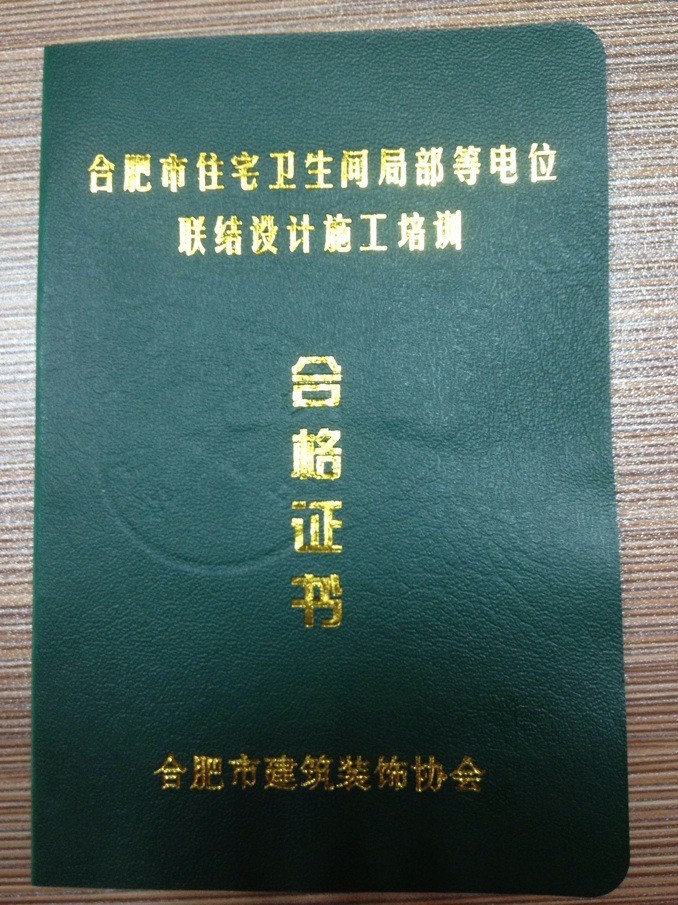 合肥市住宅卫生间局部等电位
联结设计施工培训
合格证书
合肥市建筑装饰协会